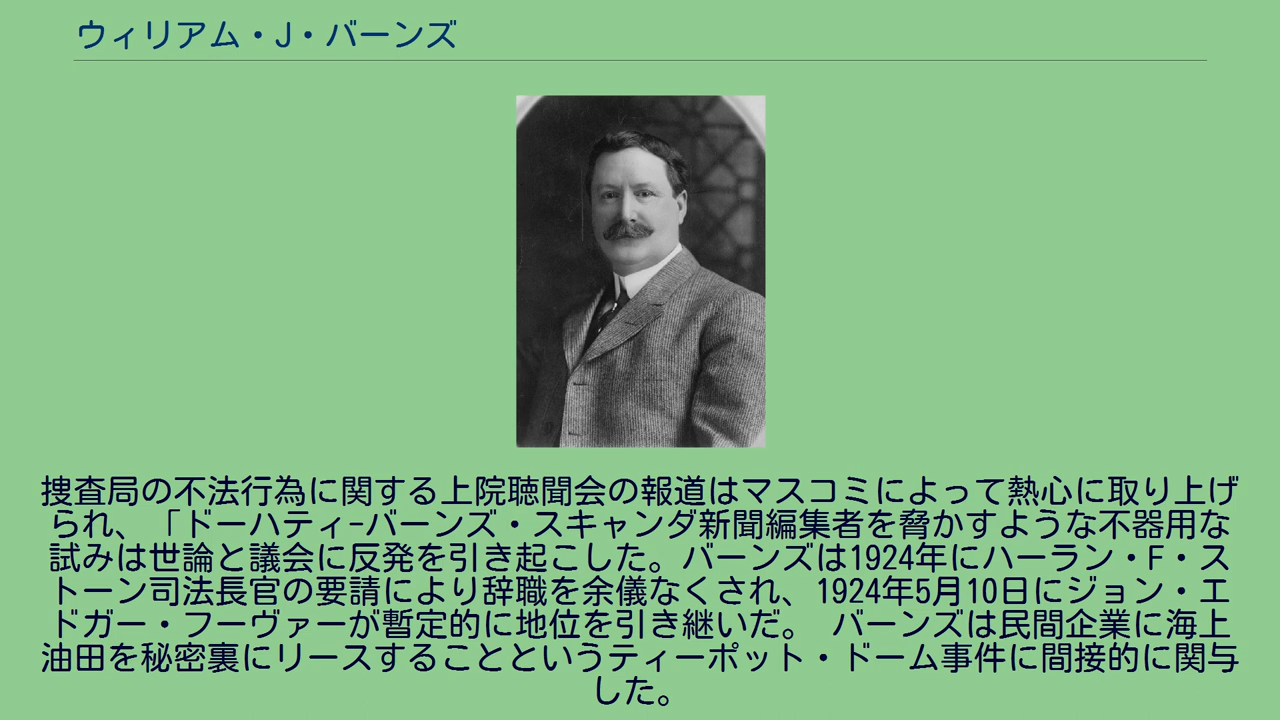 ウィリアム・J・バーンズ
捜査局の不法行為に関する上院聴聞会の報道はマスコミによって熱心に取り上げ
られ、「ドーハティ-バーンズ・スキャンダ新聞編集者を脅かすような不器用な
試みは世論と議会に反発を引き起こした。バーンズは1924年にハーラン・F・ス
トーン司法長官の要請により辞職を余儀なくされ、1924年5月10日にジョン・エ
ドガー・フーヴァーが暫定的に地位を引き継いだ。 バーンズは民間企業に海上
油田を秘密裏にリースすることというティーポット・ドーム事件に間接的に関与
した。